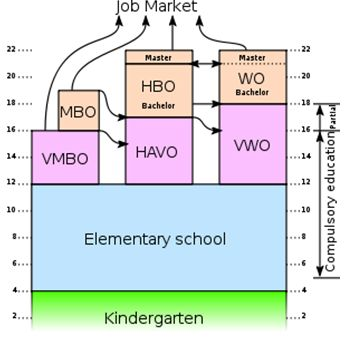 Job Market
22 22
Master Master
20 20
HBO WO
Bachelor
18 18
MBO Bachelor
Partial
16 16
VMBO HAVO VWO
14 14
12 12
10 10
Elementary school
8 8
6 6
4 4
Kindergarten
2 2
Compulsory education